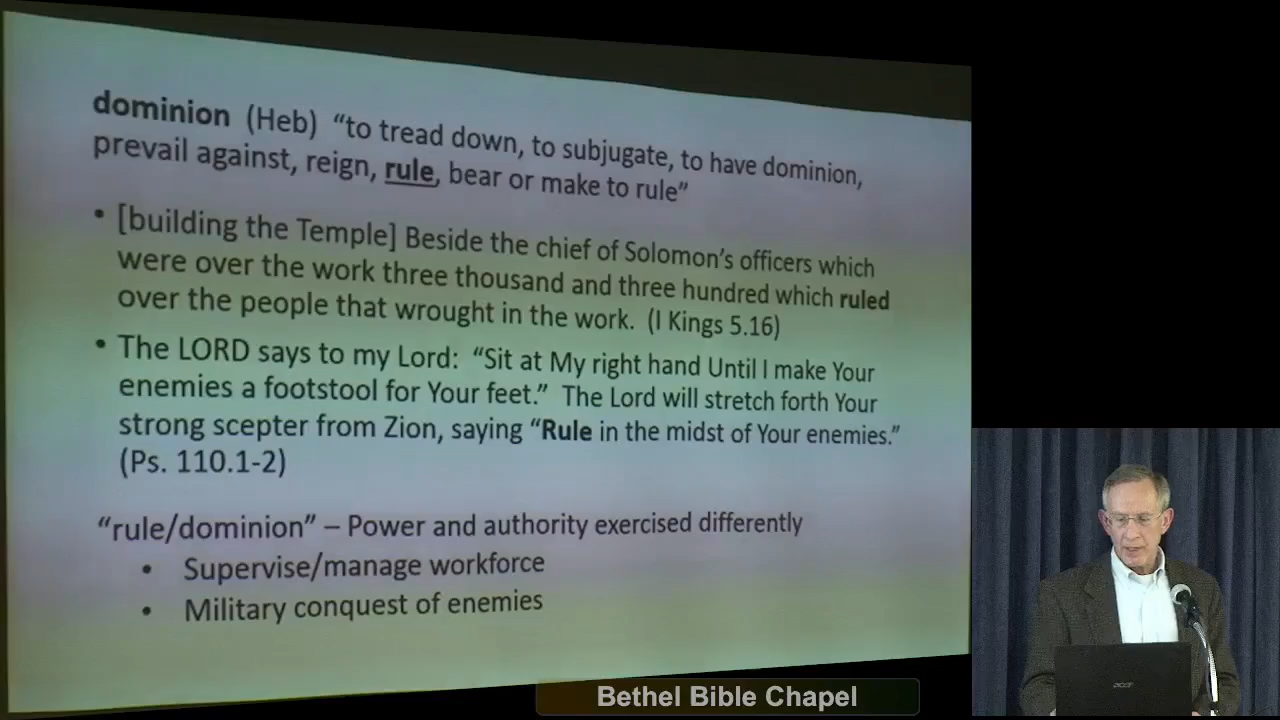 dominion (Heb) “to tread down, to subjugate, to have dominion,
prevail against, reign, rule, bear or make to rule”
• [building the Temple] Beside the chief of Solomon’s officers which
were over the work three thousand and three hundred which ruled
over the people that wrought in the work. (I Kings 5.16)
• The LORD says to my Lord: “Sit at My right hand Until I make Your
enemies a footstool for Your feet.” The Lord will stretch forth Your
strong scepter from Zion, saying “Rule in the midst of Your enemies.”
(Ps. 110.1-2)
“rule/dominion” – Power and authority exercised differently
• Supervise/manage workforce
• Military conquest of enemies
acer
Bethel Bible Chapel